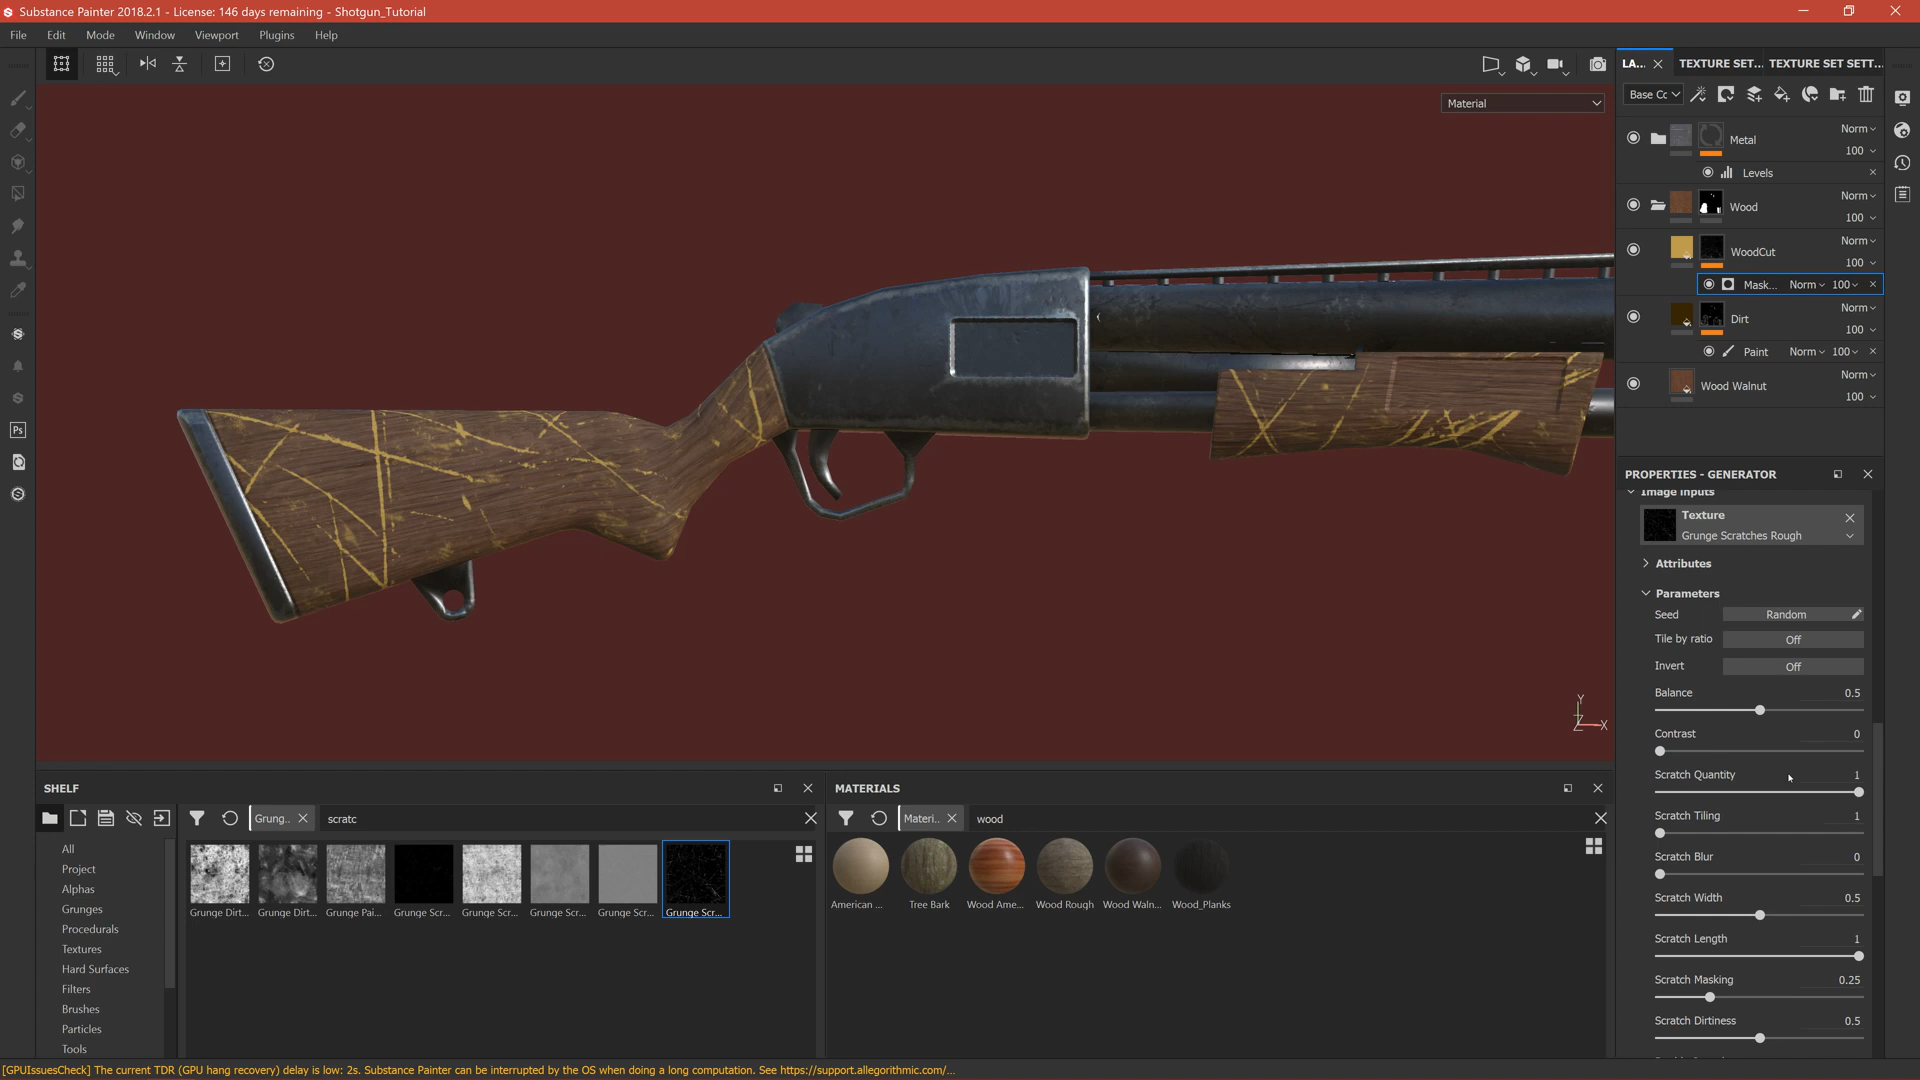 Substance Painter 2018.2.1 - License: 146 days remaining - Shotgun_Tutorial
File Edit Mode Window Viewport Plugins Help
Material
Y
Z X
Ps
LA... TEXTURE SET... TEXTURE SET SETT...
Base Cc
Metal Norm
100
Levels
Wood Norm
100
WoodCut Norm
100
Mask... Norm 100
Dirt Norm
100
Paint Norm 100
Wood Walnut Norm
100
PROPERTIES - GENERATOR
Image inputs
Texture
Grunge Scratches Rough
Attributes
Parameters
Seed Random
Tile by ratio Off
Invert Off
Balance 0.5
Contrast 0
Scratch Quantity 1
Scratch Tiling 1
Scratch Blur 0
Scratch Width 0.5
Scratch Length 1
Scratch Masking 0.25
Scratch Dirtiness 0.5
SHELF
Grung.. scratc
All
Project
Alphas
Grunges
Procedurals
Textures
Hard Surfaces
Filters
Brushes
Particles
Tools
Grunge Dirt... Grunge Dirt... Grunge Pai... Grunge Scr... Grunge Scr... Grunge Scr... Grunge Scr... Grunge Scr...
MATERIALS
Materi.. wood
American ... Tree Bark Wood Ame... Wood Rough Wood Waln... Wood_Planks
[GPUIssuesCheck] The current TDR (GPU hang recovery) delay is low: 2s. Substance Painter can be interrupted by the OS when doing a long computation. See https://support.allegorithmic.com/...